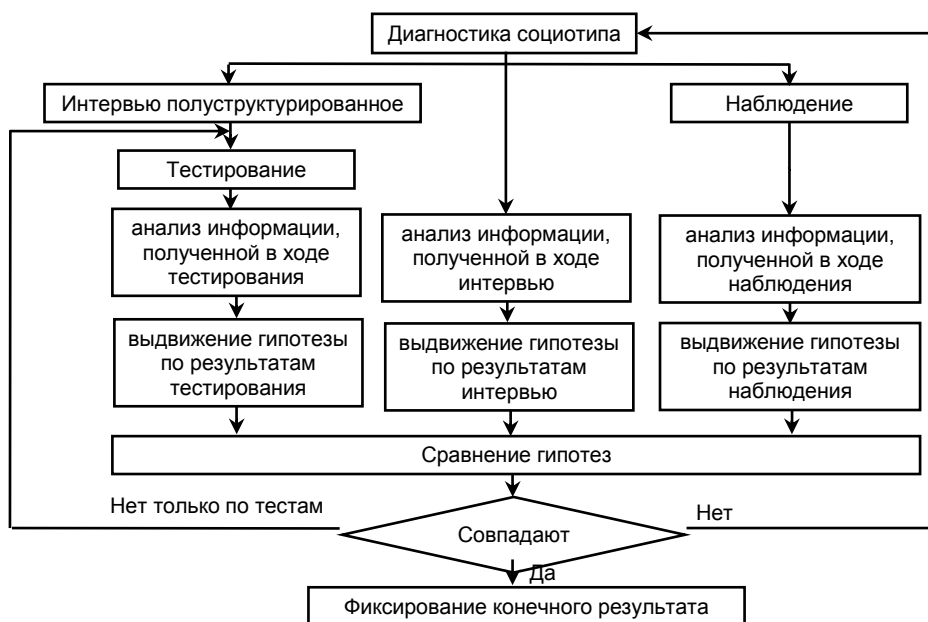 Диагностика социотипа
Интервью полуструктурированное
Наблюдение
Тестирование
анализ информации,
полученной в ходе
тестирования
анализ информации,
полученной в ходе
интервью
анализ информации,
полученной в ходе
наблюдения
выдвижение гипотезы
по результатам
тестирования
выдвижение гипотезы
по результатам
интервью
выдвижение гипотезы
по результатам
наблюдения
Сравнение гипотез
Нет только по тестам
Совпадают
Нет
Да
Фиксирование конечного результата